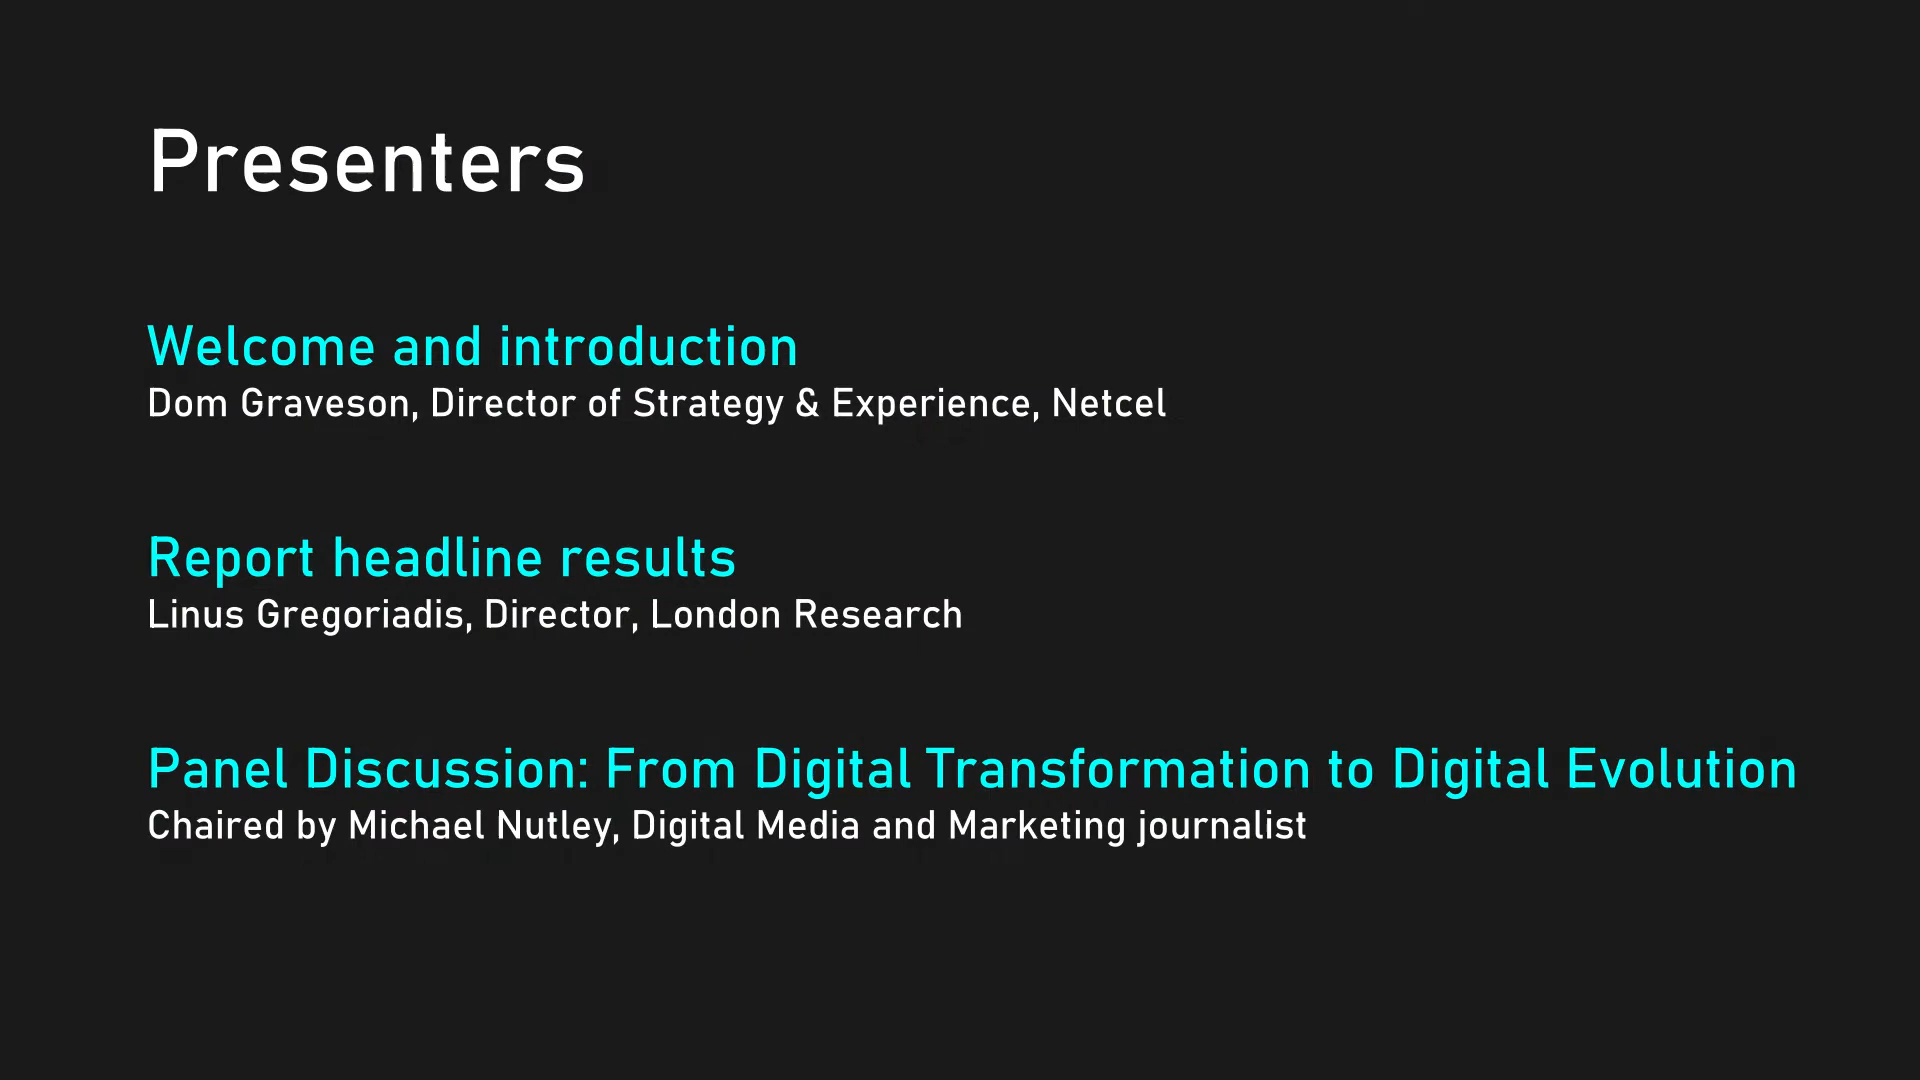 Presenters
Welcome and introduction
Dom Graveson, Director of Strategy & Experience, Netcel
Report headline results
Linus Gregoriadis, Director, London Research
Panel Discussion: From Digital Transformation to Digital Evolution
Chaired by Michael Nutley, Digital Media and Marketing journalist